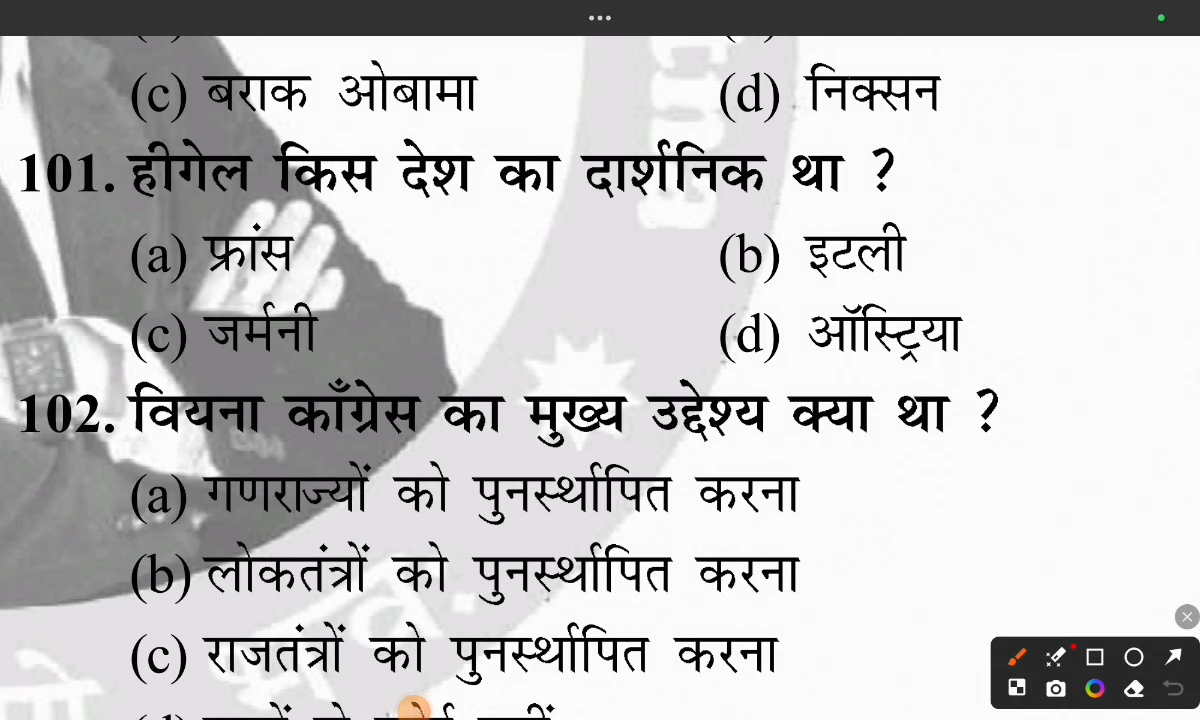 (c) बराक ओबामा (d) निक्सन
101. हीगेल किस देश का दार्शनिक था ?
(a) फ्रांस (b) इटली
(c) जर्मनी (d) ऑस्ट्रिया
102. वियना काँग्रेस का मुख्य उद्देश्य क्या था ?
(a) गणराज्यों को पुनर्स्थापित करना
(b) लोकतंत्रों को पुनर्स्थापित करना
(c) राजतंत्रों को पुनर्स्थापित करना